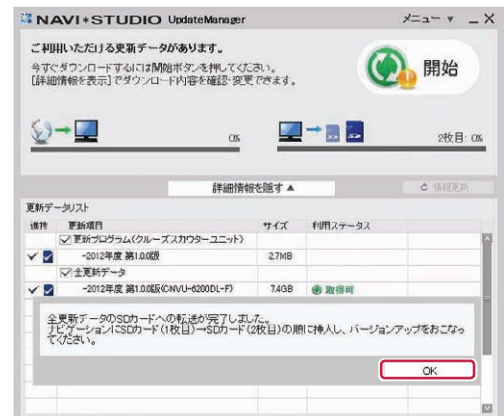 NAVI*STUDIO UpdateManager
メニュー ▼ _ X
ご利用いただける更新データがあります。
今すぐダウンロードするには開始ボタンを押してください。
[詳細情報を表示]でダウンロード内容を確認・変更できます。
開始
0%
2枚目: 0%
詳細情報を隠す ▲
情報更新
更新データリスト
選択 更新項目 サイズ 利用ステータス
更新プログラム(クルーズスカウターユニット)
-2012年度 第1.0.0版 2.7MB
全更新データ
-2012年度 第1.0.0版(CNVU-6200DL-F) 7.4GB 取得可
全更新データのSDカードへの転送が完了しました。
ナビゲーションにSDカード(1枚目)→SDカード(2枚目)の順に挿入し、バージョンアップをおこなっ
てください。
OK